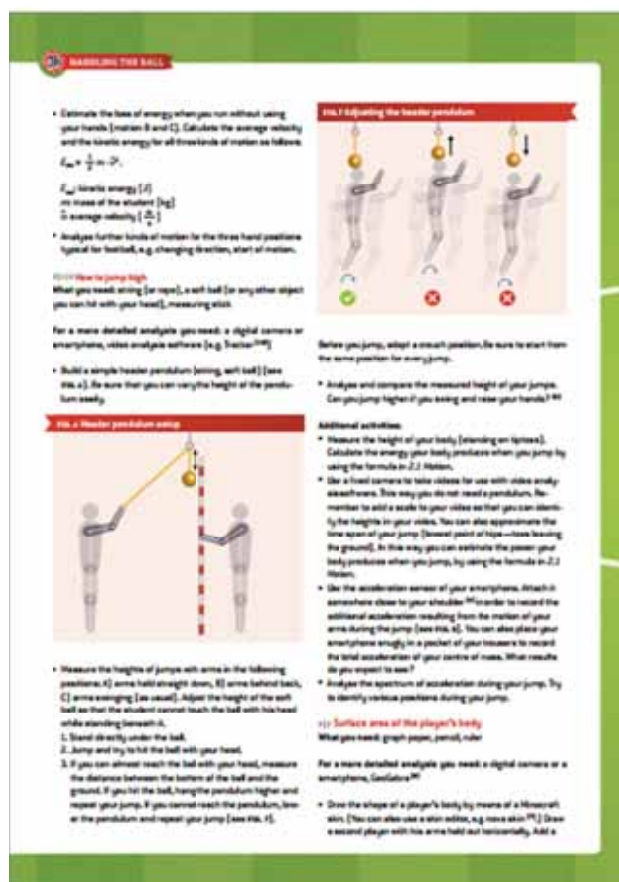 HANDLING THE BALL
• Estimate the loss of energy when you run without using
your hands (motion B and C). Calculate the average velocity
and the kinetic energy for all three kinds of motion as follows:
kinetic energy [J]
m: mass of the student [kg]
average velocity
• Analyse further kinds of motion for the three hand positions
typical for football, e.g. changing direction, start of motion.
How to jump high
What you need: string (or rope), a soft ball (or any other object
you can hit with your head), measuring stick
For a more detailed analysis you need: a digital camera or
smartphone, video analysis software (e.g. Tracker
• Build a simple header pendulum (string, soft ball) (see
Be sure that you can vary the height of the pendu-
lum easily.
Header pendulum setup
• Measure the heights of jumps with arms in the following
positions: A) arms held straight down, B) arms behind back,
C) arms swinging (as usual). Adjust the height of the soft
ball so that the student cannot touch the ball with his head
while standing beneath it.
1. Stand directly under the ball.
2. Jump and try to hit the ball with your head.
3. If you can almost reach the ball with your head, measure
the distance between the bottom of the ball and the
ground. If you hit the ball, hang the pendulum higher and
repeat your jump. If you cannot reach the pendulum, low-
er the pendulum and repeat your jump (see FIG. 7).
FIG. 7 Adjusting the header pendulum
Before you jump, adopt a crouch position. Be sure to start from
the same position for every jump.
• Analyse and compare the measured height of your jumps.
Can you jump higher if you swing and raise your hands?
Additional activities:
• Measure the height of your body (standing on tiptoes).
Calculate the energy your body produces when you jump by
using the formula in 2.1 Motion.
• Use a fixed camera to take videos for use with video analy-
sis software. This way you do not need a pendulum. Re-
member to add a scale to your video so that you can identi-
fy the heights in your video. You can also approximate the
time span of your jump (lowest point of hips — toes leaving
the ground). In this way you can estimate the power your
body produces when you jump, by using the formula in 2.1
Motion.
• Use the acceleration sensor of your smartphone. Attach it
somewhere close to your shoulder in order to record the
additional acceleration resulting from the motion of your
arms during the jump (see FIG. 6). You can also place your
smartphone snugly in a pocket of your trousers to record
the total acceleration of your centre of mass. What results
do you expect to see?
• Analyse the spectrum of acceleration during your jump. Try
to identify various positions during your jump.
Surface area of the player's body
What you need: graph paper, pencil, ruler
For a more detailed analysis you need: a digital camera or a
smartphone, GeoGebra
• Draw the shape of a player's body by means of a Minecraft
skin. (You can also use a skin editor, e.g. nova skin .) Draw
a second player with his arms held out horizontally. Add a